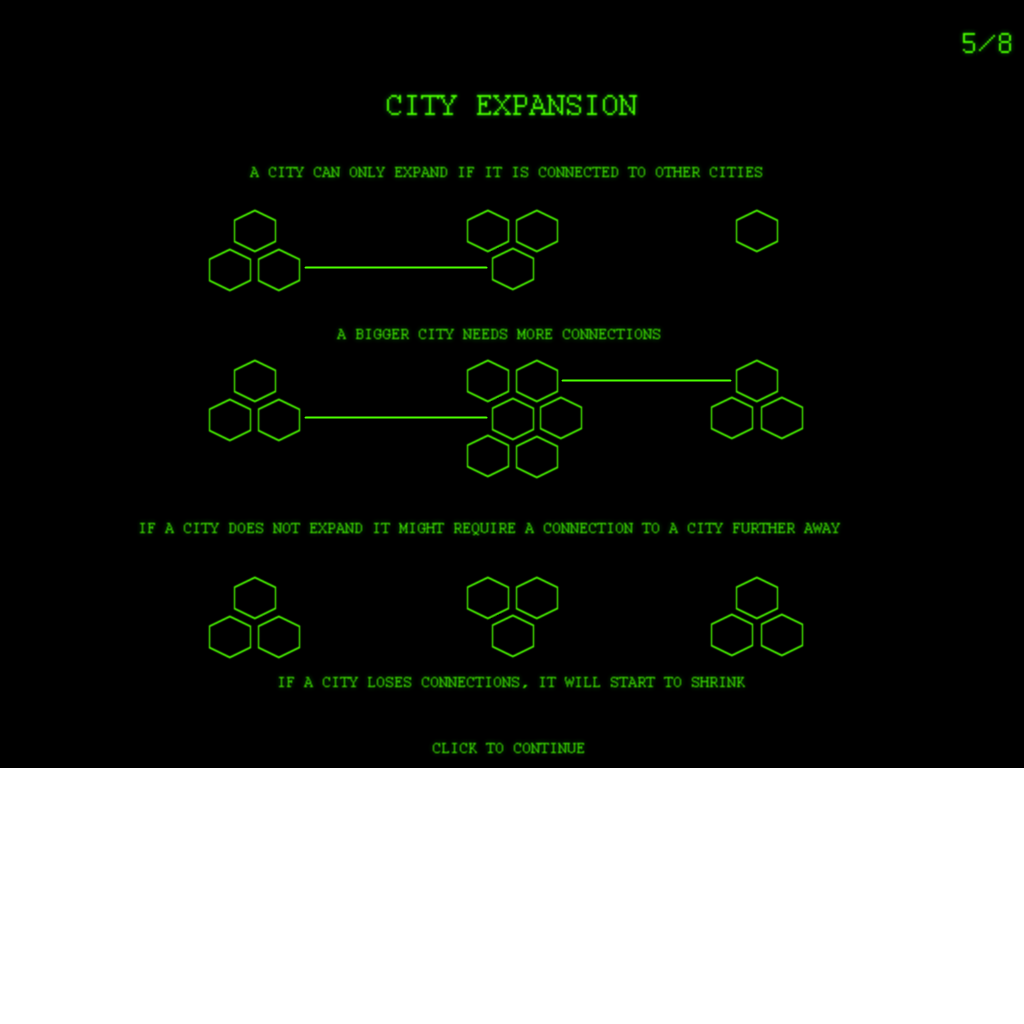 5/8
CITY EXPANSION
A CITY CAN ONLY EXPAND IF IT IS CONNECTED TO OTHER CITIES
A BIGGER CITY NEEDS MORE CONNECTIONS
IF A CITY DOES NOT EXPAND IT MIGHT REQUIRE A CONNECTION TO A CITY FURTHER AWAY
IF A CITY LOSES CONNECTIONS, IT WILL START TO SHRINK
CLICK TO CONTINUE